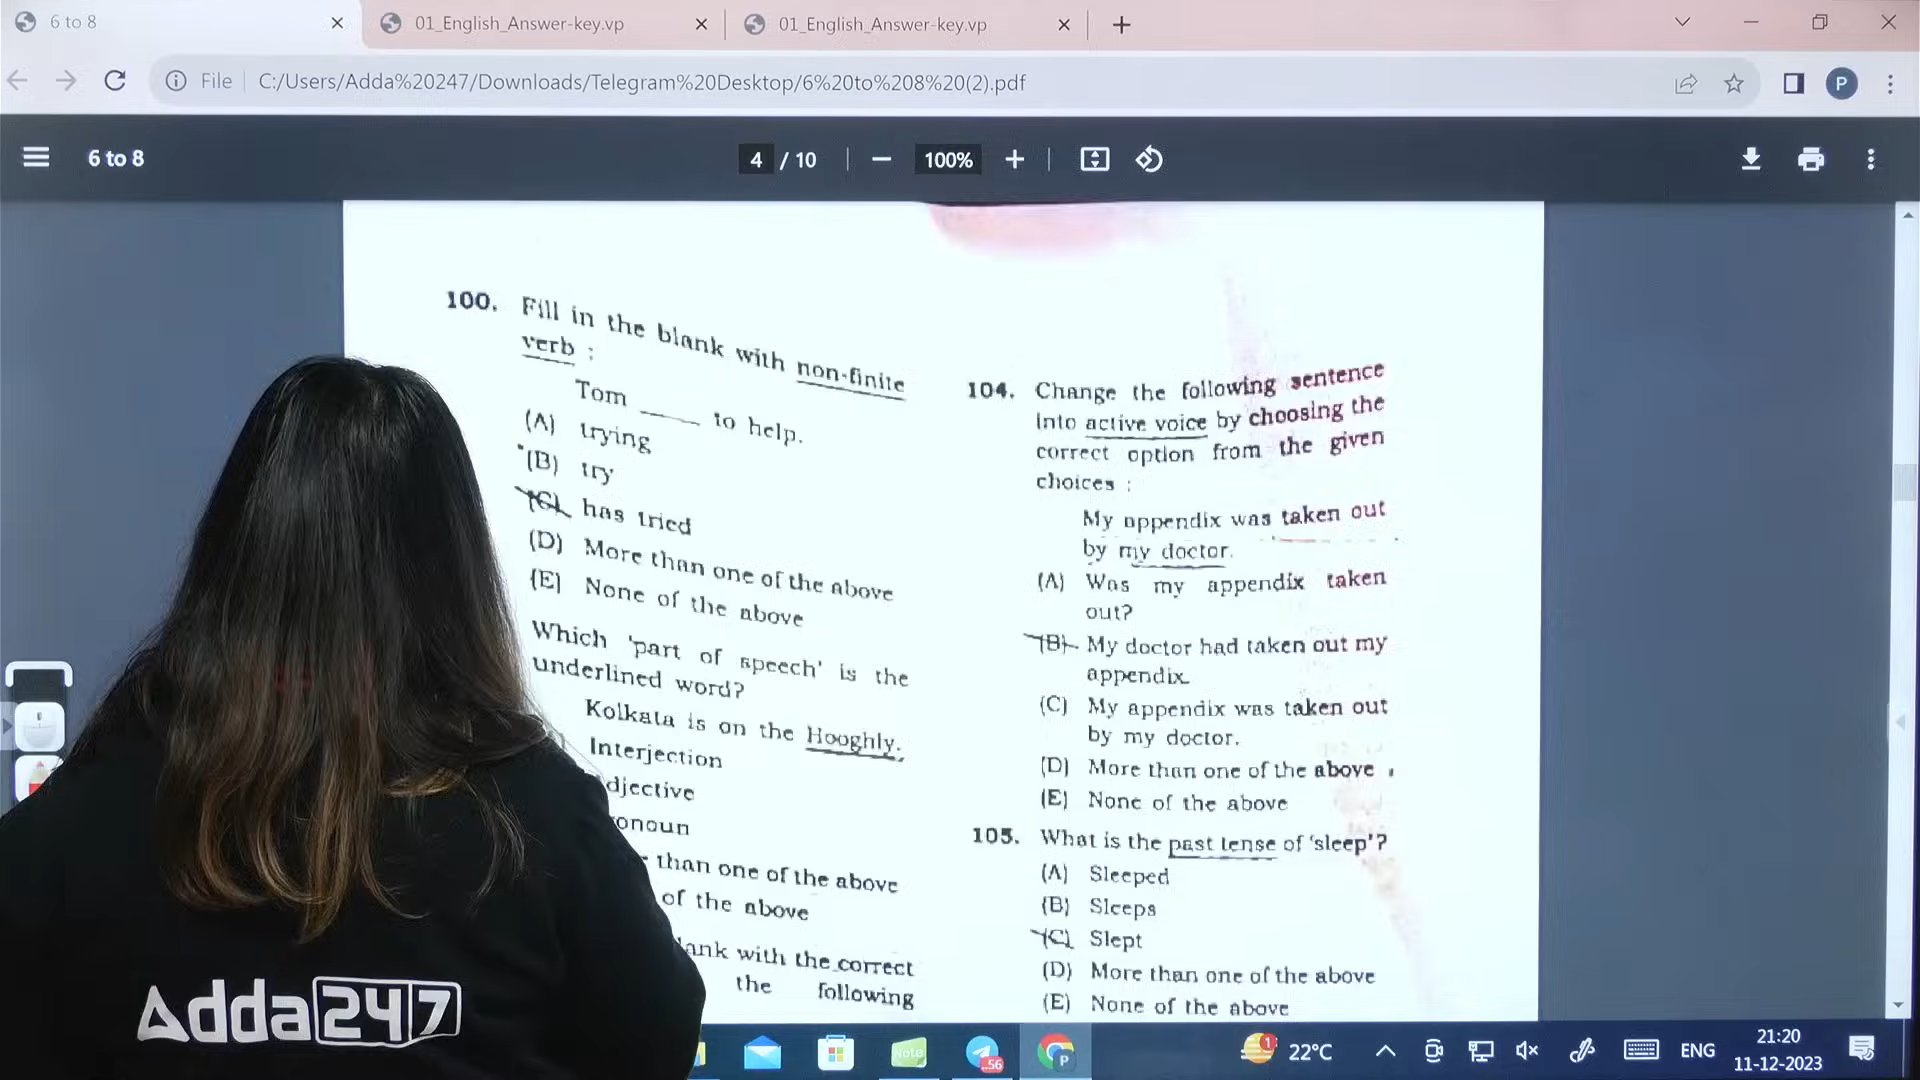 6 to 8
01_English_Answer-key.vp
01_English_Answer-key.vp
File
C:/Users/Adda%20247/Downloads/Telegram%20Desktop/6%20to%208%20(2).pdf
P
6 to 8
4 / 10
100%
100. Fill in the blank with non-finite
verb :
Tom ____ to help.
(A) trying
(B) try
(C) has tried
(D) More than one of the above
(E) None of the above
Which 'part of speech' is the
underlined word?
Kolkata is on the Hooghly.
Interjection
djective
onoun
than one of the above
of the above
lank with the correct
the following
104. Change the following sentence
into active voice by choosing the
correct option from the given
choices :
My appendix was taken out
by my doctor.
(A) Was my appendix taken
out?
(B) My doctor had taken out my
appendix.
(C) My appendix was taken out
by my doctor.
(D) More than one of the above
(E) None of the above
105. What is the past tense of 'sleep'?
(A) Sleeped
(B) Sleeps
(C) Slept
(D) More than one of the above
(E) None of the above
Adda247
Note
56
P
1
22°C
ENG
21:20
11-12-2023